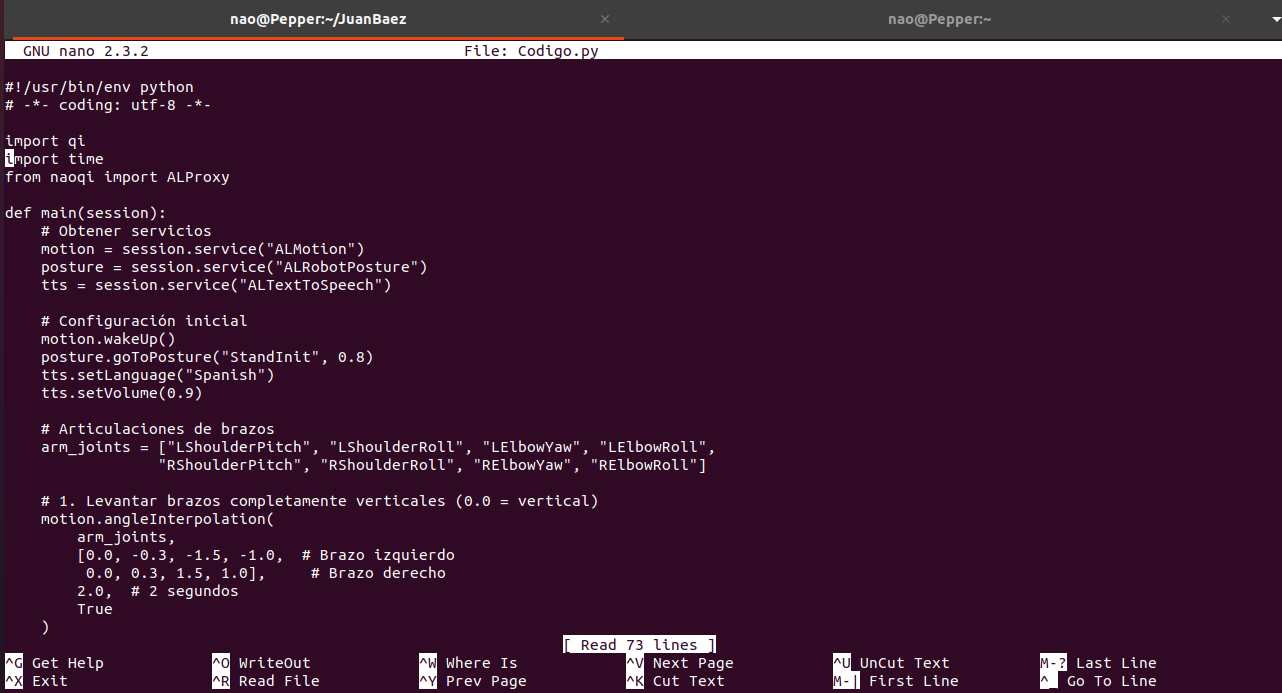 nao@Pepper:~/JuanBaez × nao@Pepper:~ ×
GNU nano 2.3.2 File: Codigo.py
#!/usr/bin/env python
# -*- coding: utf-8 -*-
import qi
import time
from naoqi import ALProxy
def main(session):
    # Obtener servicios
    motion = session.service("ALMotion")
    posture = session.service("ALRobotPosture")
    tts = session.service("ALTextToSpeech")
    # Configuración inicial
    motion.wakeUp()
    posture.goToPosture("StandInit", 0.8)
    tts.setLanguage("Spanish")
    tts.setVolume(0.9)
    # Articulaciones de brazos
    arm_joints = ["LShoulderPitch", "LShoulderRoll", "LElbowYaw", "LElbowRoll",
                 "RShoulderPitch", "RShoulderRoll", "RElbowYaw", "RElbowRoll"]
    # 1. Levantar brazos completamente verticales (0.0 = vertical)
    motion.angleInterpolation(
        arm_joints,
        [0.0, -0.3, -1.5, -1.0,  # Brazo izquierdo
         0.0, 0.3, 1.5, 1.0],     # Brazo derecho
        2.0,  # 2 segundos
        True
    )
[ Read 73 lines ]
^G Get Help ^O WriteOut ^W Where Is ^V Next Page ^U UnCut Text M-? Last Line
^X Exit ^R Read File ^Y Prev Page ^K Cut Text M-| First Line ^_ Go To Line